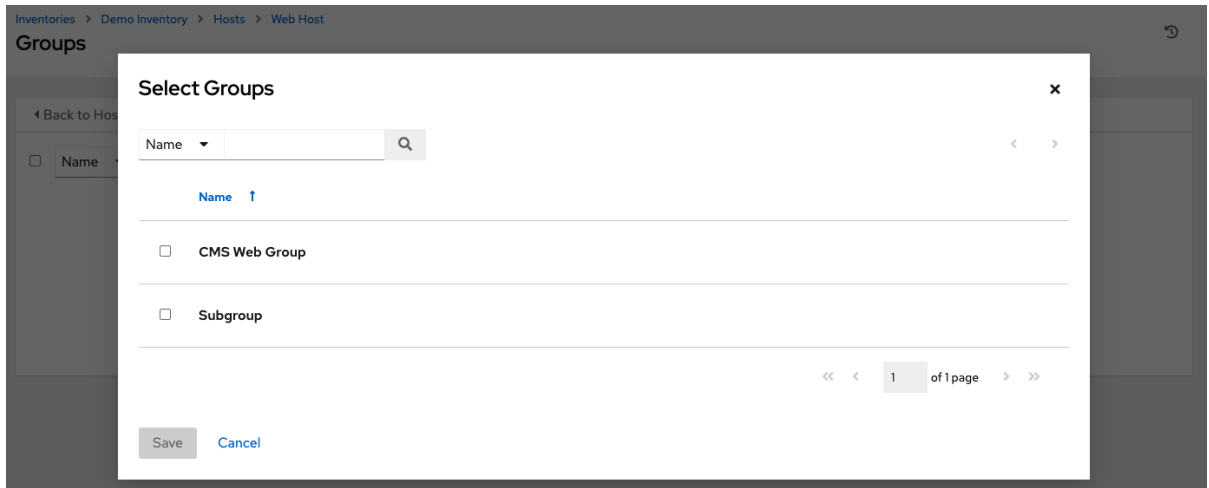 Inventories > Demo Inventory > Hosts > Web Host
Groups
Select Groups
Back to Hos
Name
Name
Name
CMS Web Group
Subgroup
1 of 1 page
Save Cancel